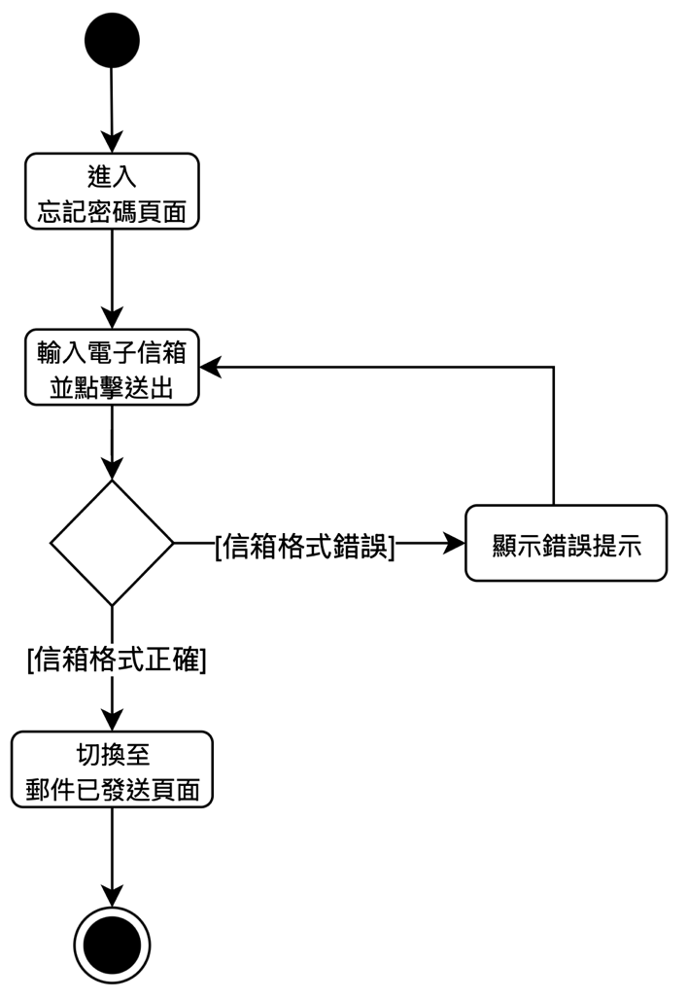 進入
忘記密碼頁面
輸入電子信箱
並點擊送出
[信箱格式錯誤]
顯示錯誤提示
[信箱格式正確]
切換至
郵件已發送頁面